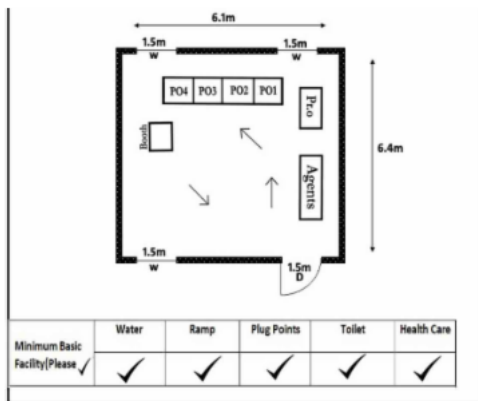 6.1m
1.5m 1.5m
W W
PO4 PO3 PO2 PO1
Pr.o
Booth
6.4m
Agents
1.5m 1.5m
W D
Water Ramp Plug Points Toilet Health Care
Minimum Basic
Facility(Please ✓ ✓ ✓ ✓ ✓ ✓